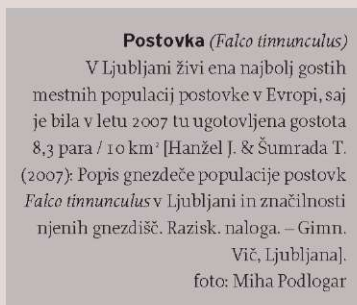 Postovka (Falco tinnunculus)
V Ljubljani živi ena najbolj gostih
mestnih populacij postovke v Evropi, saj
je bila v letu 2007 tu ugotovljena gostota
8,3 para / 10 km² [Hanžel J. & Šumrada T.
(2007): Popis gnezdeče populacije postovk
Falco tinnunculus v Ljubljani in značilnosti
njenih gnezdišč. Razisk. naloga. – Gimn.
Vič, Ljubljana].
foto: Miha Podlogar